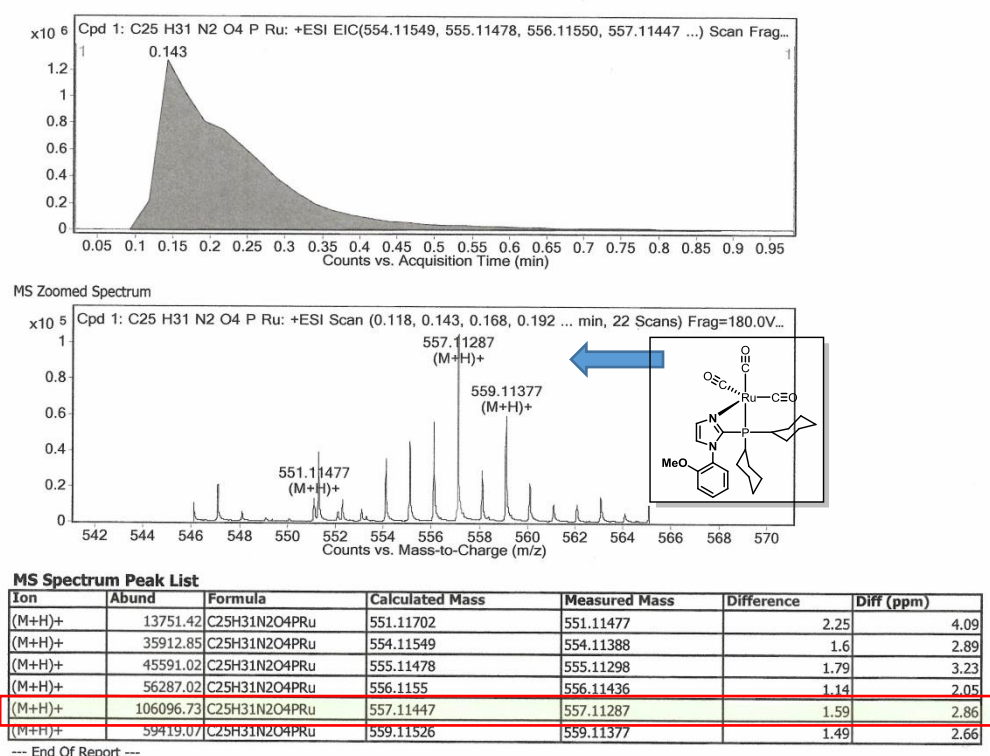 x10 6
Cpd 1: C25 H31 N2 O4 P Ru: +ESI EIC(554.11549, 555.11478, 556.11550, 557.11447 ...) Scan Frag...
1 0.143 1
1.2
1
0.8
0.6
0.4
0.2
0
0.05 0.1 0.15 0.2 0.25 0.3 0.35 0.4 0.45 0.5 0.55 0.6 0.65 0.7 0.75 0.8 0.85 0.9 0.95
Counts vs. Acquisition Time (min)
MS Zoomed Spectrum
x10 5
Cpd 1: C25 H31 N2 O4 P Ru: +ESI Scan (0.118, 0.143, 0.168, 0.192 ... min, 22 Scans) Frag=180.0V...
1
0.8
0.6
0.4
0.2
0
557.11287
(M+H)+
559.11377
(M+H)+
551.11477
(M+H)+
542 544 546 548 550 552 554 556 558 560 562 564 566 568 570
Counts vs. Mass-to-Charge (m/z)
O
C
O≡C
Ru C≡O
N
P
N
MeO
MS Spectrum Peak List
Ion Abund Formula Calculated Mass Measured Mass Difference Diff (ppm)
(M+H)+ 13751.42 C25H31N2O4PRu 551.11702 551.11477 2.25 4.09
(M+H)+ 35912.85 C25H31N2O4PRu 554.11549 554.11388 1.6 2.89
(M+H)+ 45591.02 C25H31N2O4PRu 555.11478 555.11298 1.79 3.23
(M+H)+ 56287.02 C25H31N2O4PRu 556.1155 556.11436 1.14 2.05
(M+H)+ 106096.73 C25H31N2O4PRu 557.11447 557.11287 1.59 2.86
(M+H)+ 59419.07 C25H31N2O4PRu 559.11526 559.11377 1.49 2.66
--- End Of Report ---